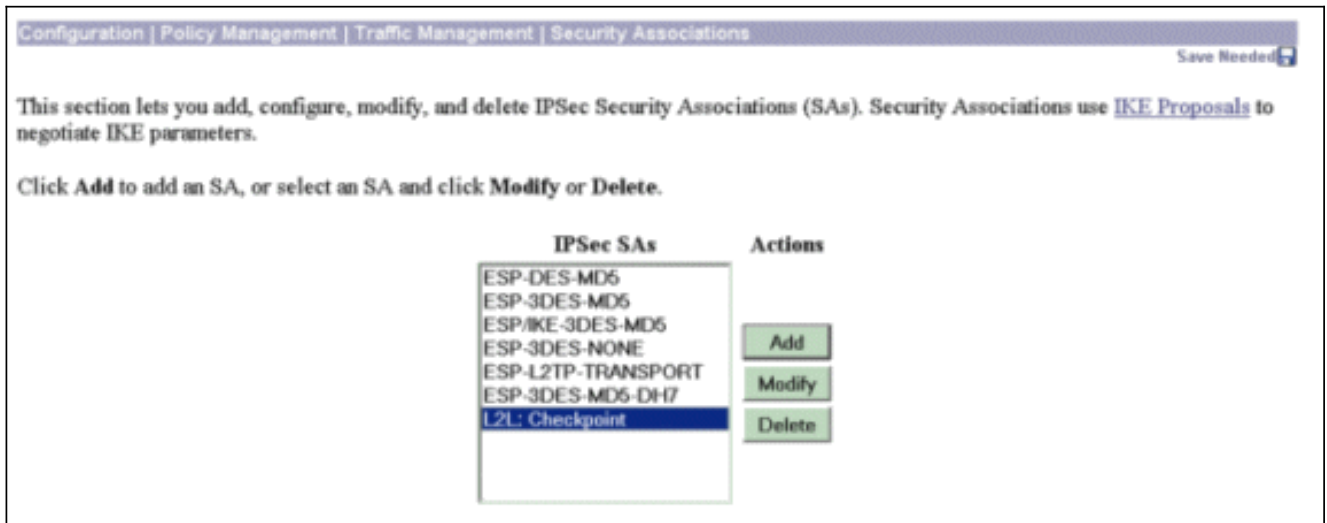 Configuration | Policy Management | Traffic Management | Security Associations
Save Needed
This section lets you add, configure, modify, and delete IPSec Security Associations (SAs). Security Associations use IKE Proposals to
negotiate IKE parameters.
Click Add to add an SA, or select an SA and click Modify or Delete.
IPSec SAs Actions
ESP-DES-MD5
ESP-3DES-MD5
ESP/IKE-3DES-MD5
ESP-3DES-NONE
ESP-L2TP-TRANSPORT
ESP-3DES-MD5-DH7
L2L: Checkpoint
Add
Modify
Delete